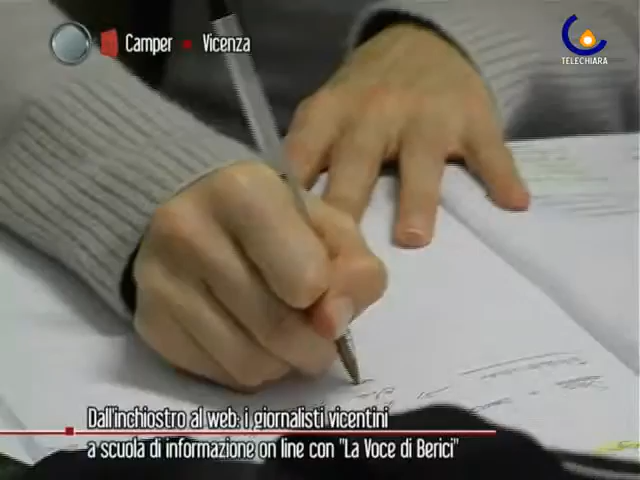 Camper Vicenza
TELECHIARA
Dall'inchiostro al web: i giornalisti vicentini
a scuola di informazione on line con "La Voce di Berici"